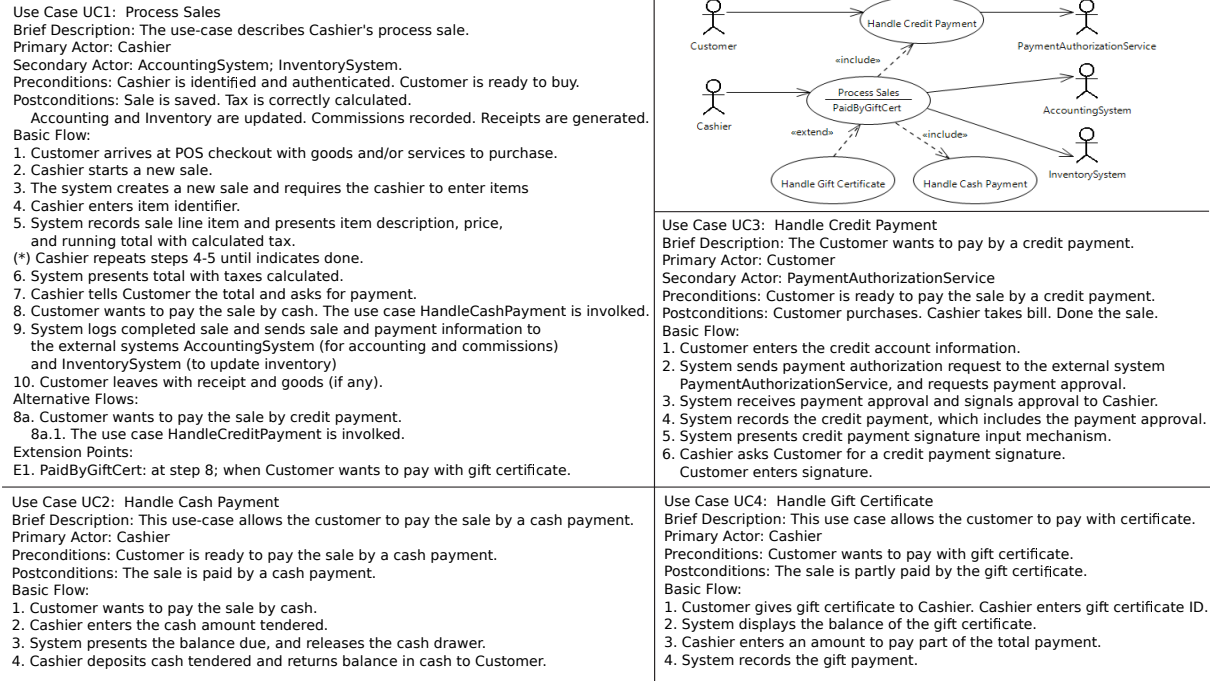 Use Case UC1:  Process Sales
Brief Description: The use-case describes Cashier's process sale.
Primary Actor: Cashier
Secondary Actor: AccountingSystem; InventorySystem.
Preconditions: Cashier is identified and authenticated. Customer is ready to buy.
Postconditions: Sale is saved. Tax is correctly calculated.
Accounting and Inventory are updated. Commissions recorded. Receipts are generated.
Basic Flow:
1. Customer arrives at POS checkout with goods and/or services to purchase.
2. Cashier starts a new sale.
3. The system creates a new sale and requires the cashier to enter items
4. Cashier enters item identifier.
5. System records sale line item and presents item description, price,
and running total with calculated tax.
(*) Cashier repeats steps 4-5 until indicates done.
6. System presents total with taxes calculated.
7. Cashier tells Customer the total and asks for payment.
8. Customer wants to pay the sale by cash. The use case HandleCashPayment is involked.
9. System logs completed sale and sends sale and payment information to
the external systems AccountingSystem (for accounting and commissions)
and InventorySystem (to update inventory)
10. Customer leaves with receipt and goods (if any).
Alternative Flows:
8a. Customer wants to pay the sale by credit payment.
8a.1. The use case HandleCreditPayment is involked.
Extension Points:
E1. PaidByGiftCert: at step 8; when Customer wants to pay with gift certificate.
Handle Credit Payment
Customer
PaymentAuthorizationService
«include»
Process Sales
PaidByGiftCert
AccountingSystem
Cashier
«extend»
«include»
InventorySystem
Handle Gift Certificate
Handle Cash Payment
Use Case UC3:  Handle Credit Payment
Brief Description: The Customer wants to pay by a credit payment.
Primary Actor: Customer
Secondary Actor: PaymentAuthorizationService
Preconditions: Customer is ready to pay the sale by a credit payment.
Postconditions: Customer purchases. Cashier takes bill. Done the sale.
Basic Flow:
1. Customer enters the credit account information.
2. System sends payment authorization request to the external system
PaymentAuthorizationService, and requests payment approval.
3. System receives payment approval and signals approval to Cashier.
4. System records the credit payment, which includes the payment approval.
5. System presents credit payment signature input mechanism.
6. Cashier asks Customer for a credit payment signature.
Customer enters signature.
Use Case UC2:  Handle Cash Payment
Brief Description: This use-case allows the customer to pay the sale by a cash payment.
Primary Actor: Cashier
Preconditions: Customer is ready to pay the sale by a cash payment.
Postconditions: The sale is paid by a cash payment.
Basic Flow:
1. Customer wants to pay the sale by cash.
2. Cashier enters the cash amount tendered.
3. System presents the balance due, and releases the cash drawer.
4. Cashier deposits cash tendered and returns balance in cash to Customer.
Use Case UC4:  Handle Gift Certificate
Brief Description: This use case allows the customer to pay with certificate.
Primary Actor: Cashier
Preconditions: Customer wants to pay with gift certificate.
Postconditions: The sale is partly paid by the gift certificate.
Basic Flow:
1. Customer gives gift certificate to Cashier. Cashier enters gift certificate ID.
2. System displays the balance of the gift certificate.
3. Cashier enters an amount to pay part of the total payment.
4. System records the gift payment.